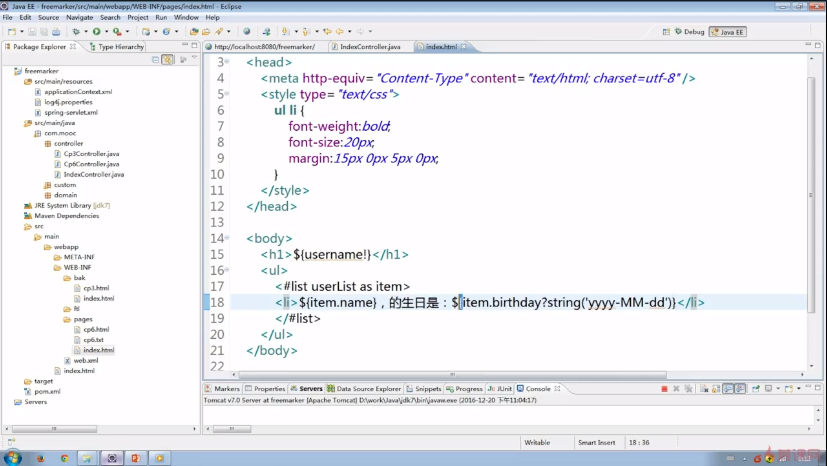 Java EE - freemarker/src/main/webapp/WEB-INF/pages/index.html - Eclipse
File Edit Source Navigate Search Project Run Window Help
Debug Java EE
Package Explorer Type Hierarchy
http://localhost:8080/freemarker/ IndexController.java index.html
freemarker
src/main/resources
applicationContext.xml
log4j.properties
spring-servlet.xml
src/main/java
com.mooc
controller
Cp3Controller.java
Cp6Controller.java
IndexController.java
custom
domain
JRE System Library [jdk7]
Maven Dependencies
src
main
webapp
META-INF
WEB-INF
bak
cp3.html
index.html
ftl
pages
cp6.html
cp6.txt
index.html
web.xml
index.html
target
pom.xml
Servers
3 <head>
4 <meta http-equiv="Content-Type" content="text/html; charset=utf-8" />
5 <style type="text/css">
6 ul li {
7 font-weight:bold;
8 font-size:20px;
9 margin:15px 0px 5px 0px;
10 }
11 </style>
12 </head>
13
14 <body>
15 <h1>${username!}</h1>
16 <ul>
17 <#list userList as item>
18 <li>${item.name}，的生日是：${item.birthday?string('yyyy-MM-dd')}</li>
19 </#list>
20 </ul>
21 </body>
22
Markers Properties Servers Data Source Explorer Snippets Progress JUnit Console
Tomcat v7.0 Server at freemarker [Apache Tomcat] D:\work\Java\jdk7\bin\javaw.exe (2016-12-20 下午11:04:17)
Writable Smart Insert 18 : 36